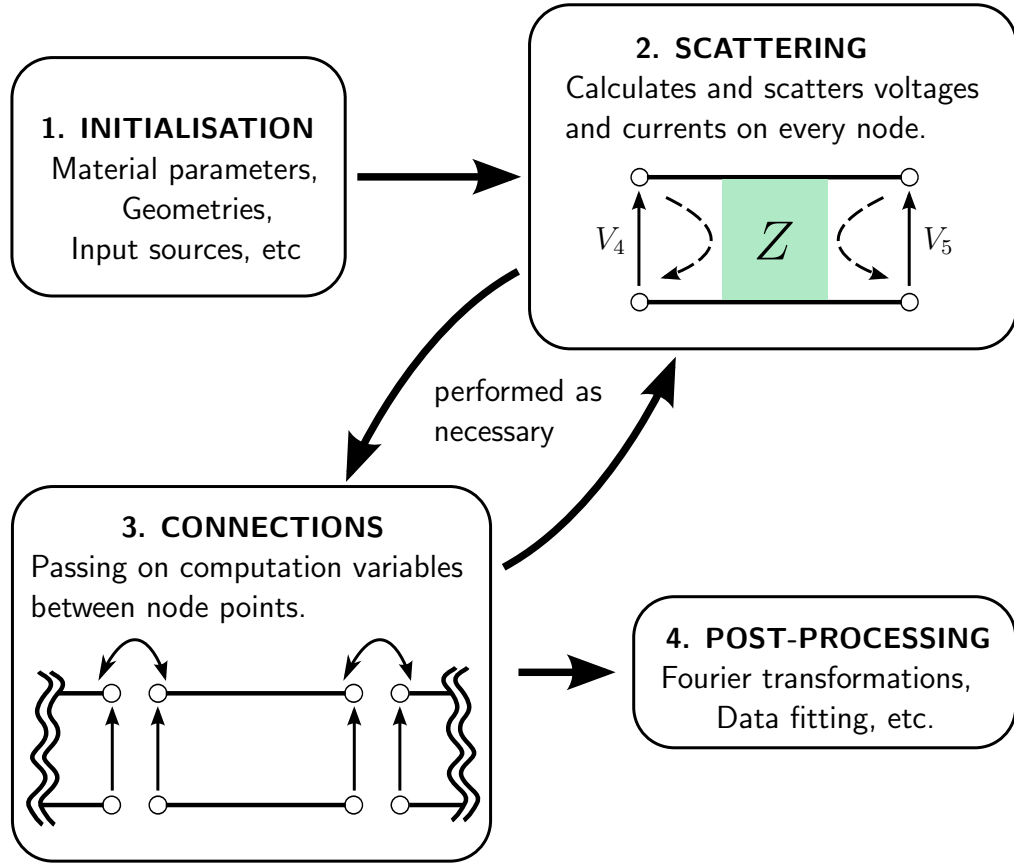 1. INITIALISATION
Material parameters,
Geometries,
Input sources, etc
2. SCATTERING
Calculates and scatters voltages
and currents on every node.
V₄
Z
V₅
performed as
necessary
3. CONNECTIONS
Passing on computation variables
between node points.
4. POST-PROCESSING
Fourier transformations,
Data fitting, etc.